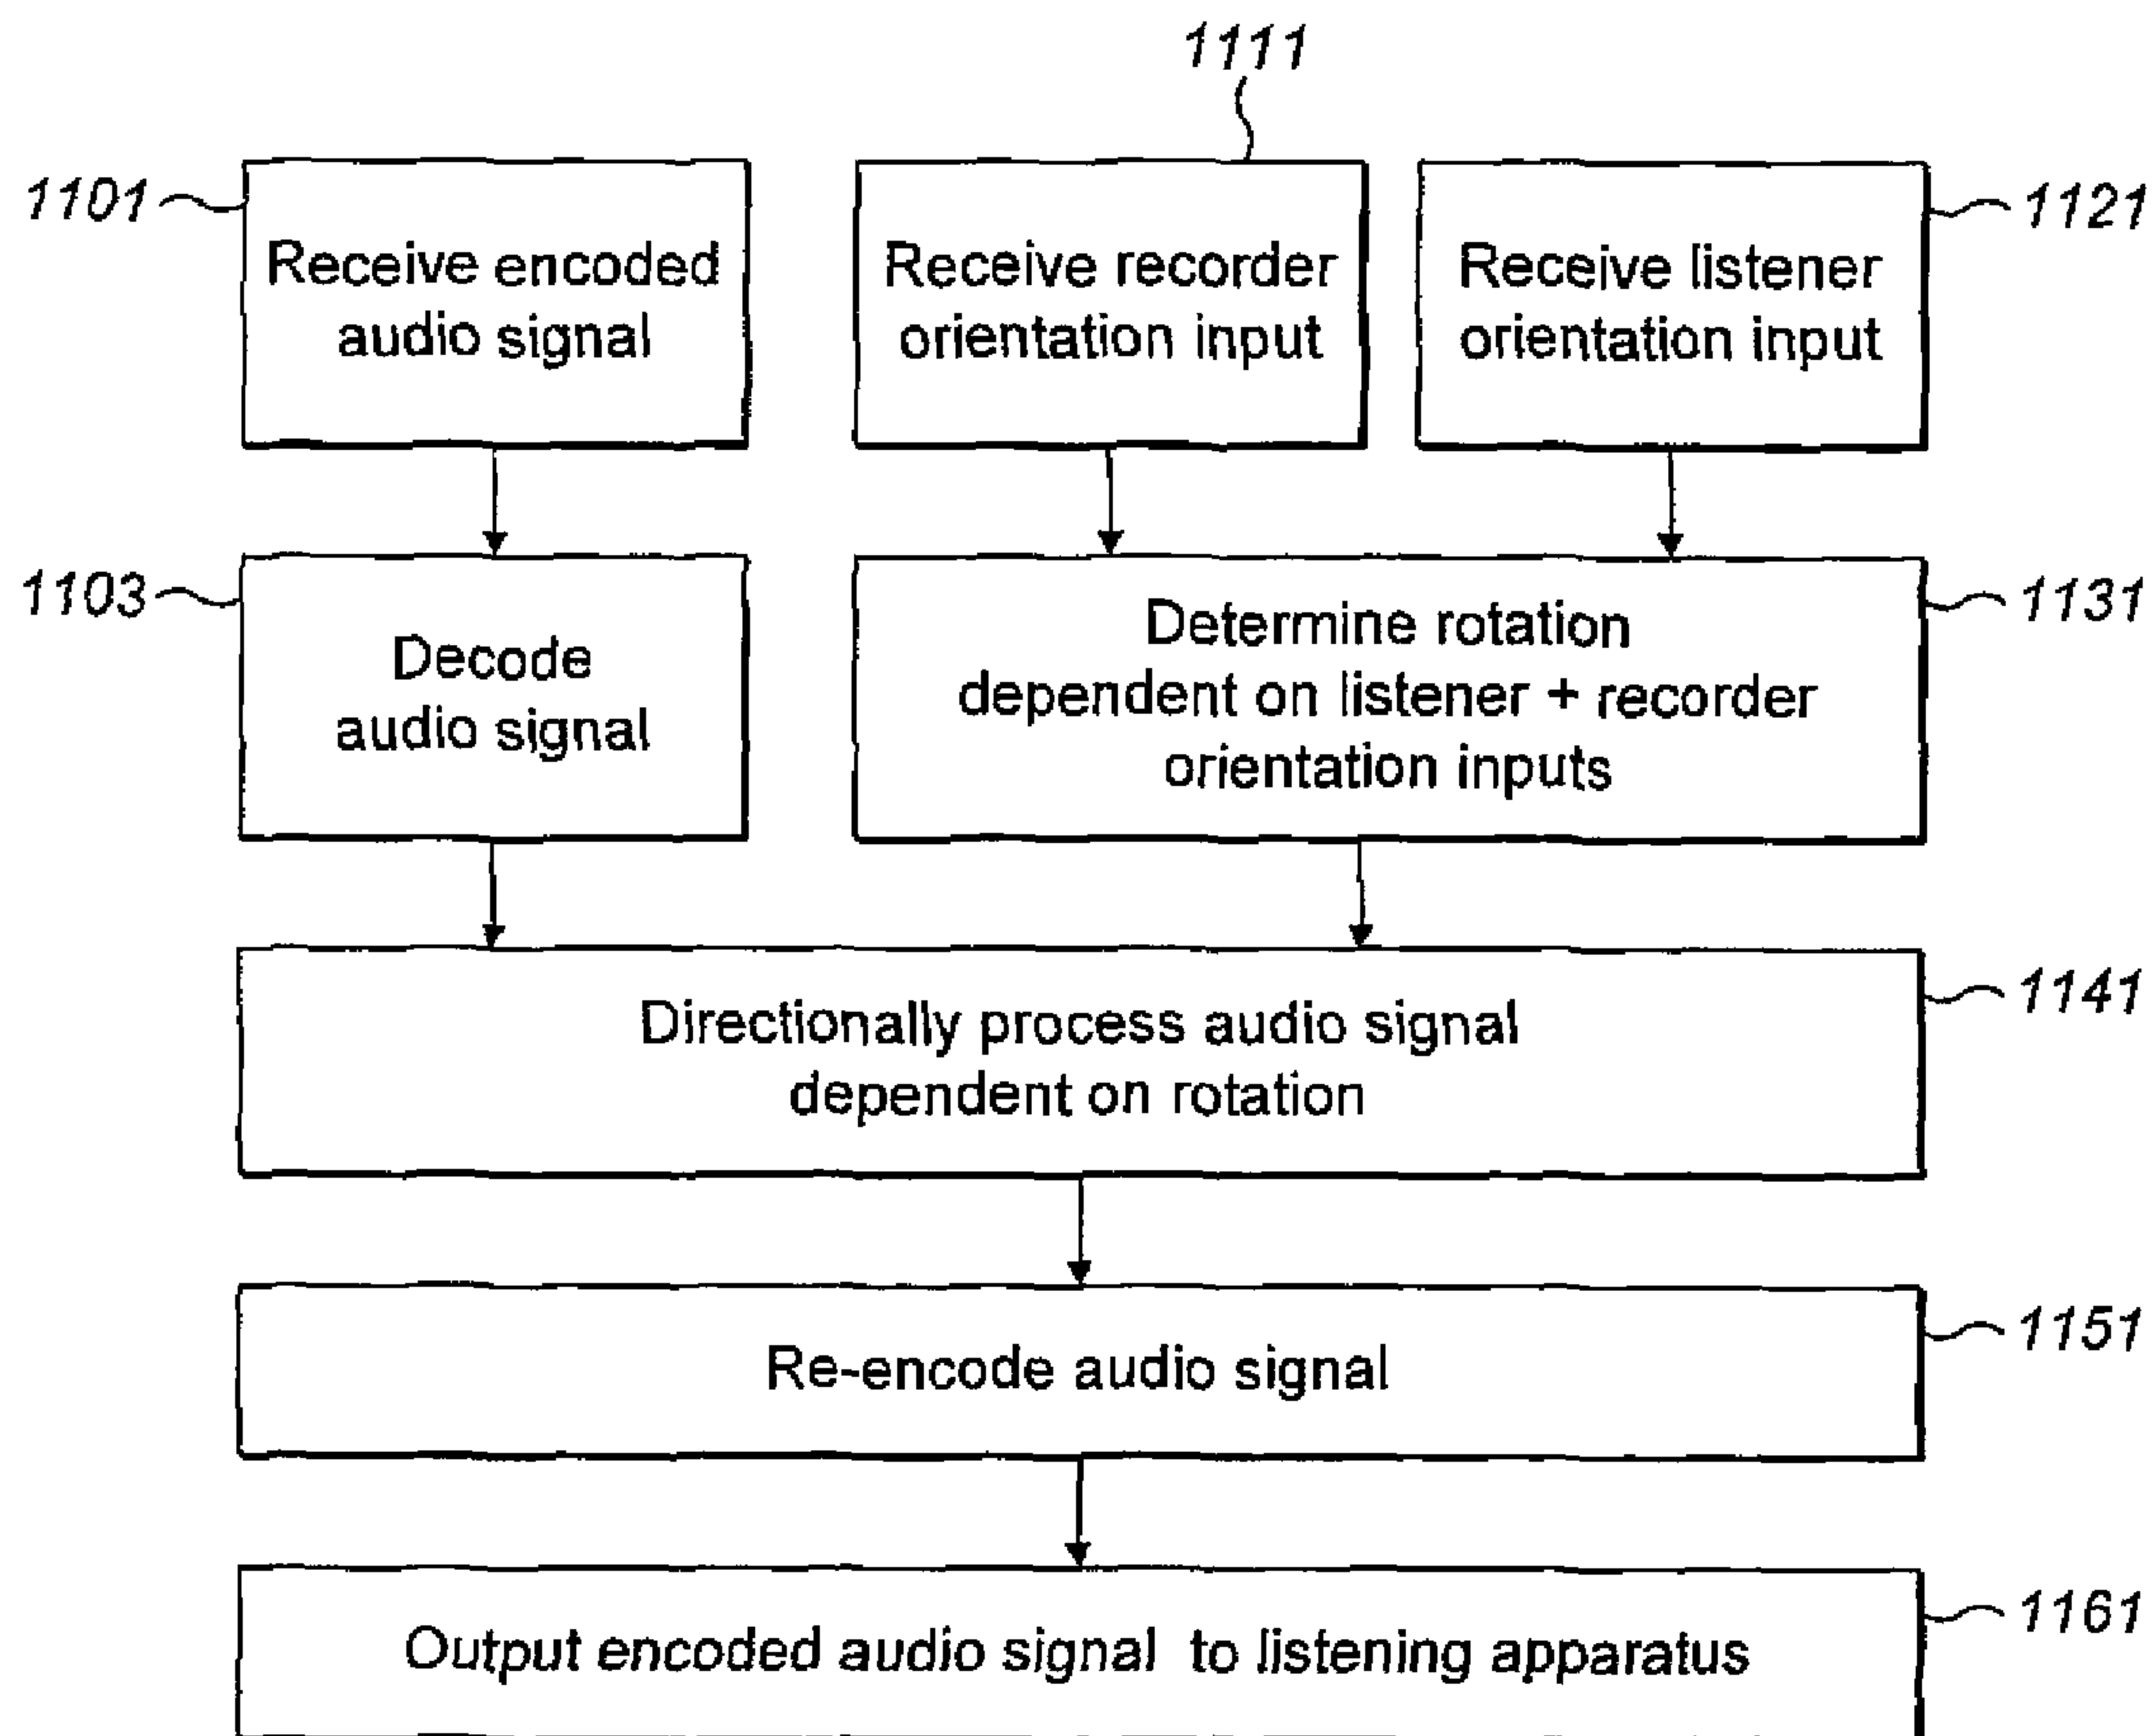 1111
1101
Receive encoded
audio signal
Receive recorder
orientation input
Receive listener
orientation input
1121
1103
Decode
audio signal
Determine rotation
dependent on listener + recorder
orientation inputs
1131
Directionally process audio signal
dependent on rotation
1141
Re-encode audio signal
1151
Output encoded audio signal to listening apparatus
1161